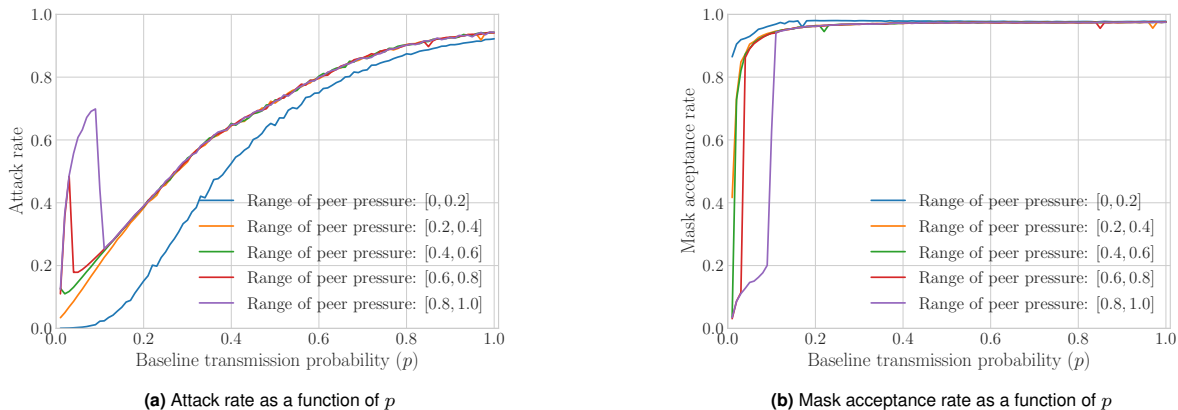 1.0
0.8
0.6
0.4
0.2
0.0
Attack rate
Range of peer pressure: [0, 0.2]
Range of peer pressure: [0.2, 0.4]
Range of peer pressure: [0.4, 0.6]
Range of peer pressure: [0.6, 0.8]
Range of peer pressure: [0.8, 1.0]
0.2 0.4 0.6 0.8 1.0
Baseline transmission probability (p)
(a) Attack rate as a function of p
1.0
0.8
0.6
0.4
0.2
0.0
Mask acceptance rate
Range of peer pressure: [0, 0.2]
Range of peer pressure: [0.2, 0.4]
Range of peer pressure: [0.4, 0.6]
Range of peer pressure: [0.6, 0.8]
Range of peer pressure: [0.8, 1.0]
0.2 0.4 0.6 0.8 1.0
Baseline transmission probability (p)
(b) Mask acceptance rate as a function of p